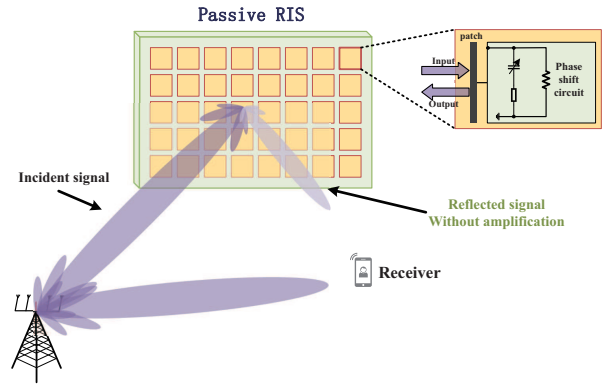 Passive RIS
patch
Input
Output
Phase
shift
circuit
Incident signal
Reflected signal
Without amplification
Receiver